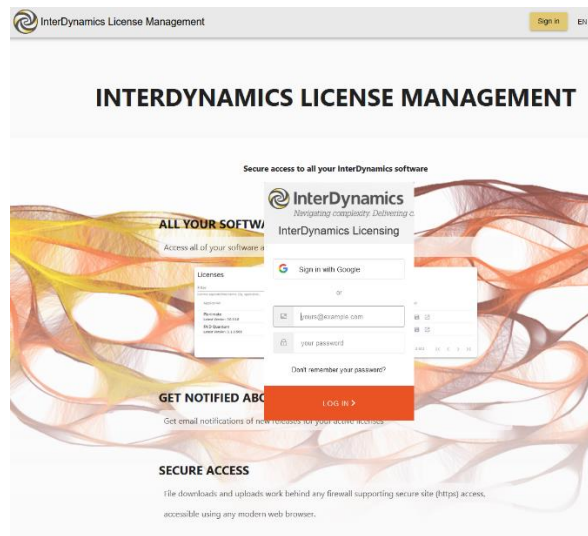 InterDynamics License Management
Sign in
EN
INTERDYNAMICS LICENSE MANAGEMENT
Secure access to all your InterDynamics software
InterDynamics
Navigating complexity. Delivering c
InterDynamics Licensing
ALL YOUR SOFTWA
Access all of your software a
Licenses
Sign in with Google
or
yours@example.com
your password
Don't remember your password?
LOG IN >
GET NOTIFIED ABO
Get email notifications of new releases for your active licenses
SECURE ACCESS
File downloads and uploads work behind any firewall supporting secure site (https) access,
accessible using any modern web browser.